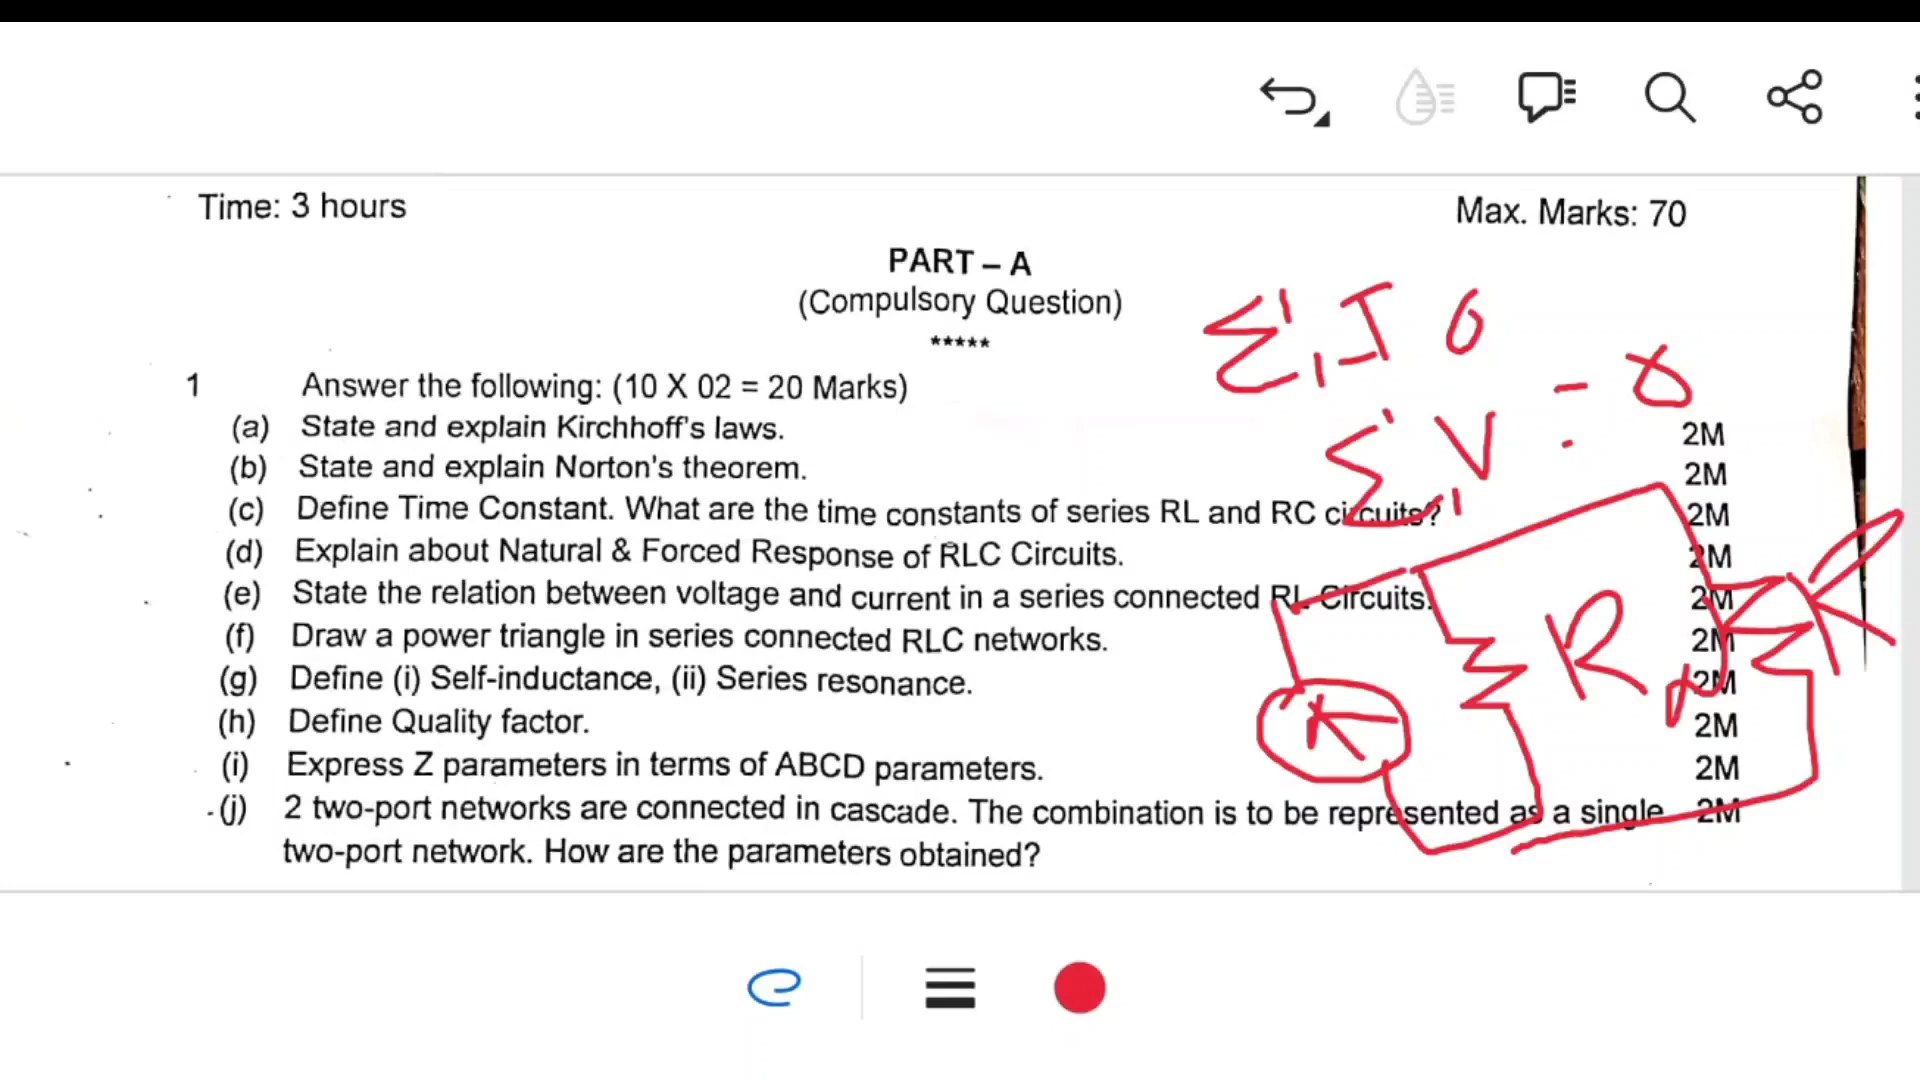 Time: 3 hours
Max. Marks: 70
PART – A
(Compulsory Question)
*****
1 Answer the following: (10 X 02 = 20 Marks)
(a) State and explain Kirchhoff's laws. 2M
(b) State and explain Norton's theorem. 2M
(c) Define Time Constant. What are the time constants of series RL and RC circuits? 2M
(d) Explain about Natural & Forced Response of RLC Circuits. 2M
(e) State the relation between voltage and current in a series connected RL Circuits. 2M
(f) Draw a power triangle in series connected RLC networks. 2M
(g) Define (i) Self-inductance, (ii) Series resonance. 2M
(h) Define Quality factor. 2M
(i) Express Z parameters in terms of ABCD parameters. 2M
(j) 2 two-port networks are connected in cascade. The combination is to be represented as a single 2M
two-port network. How are the parameters obtained?
Σ I 0
Σ V =
R
R